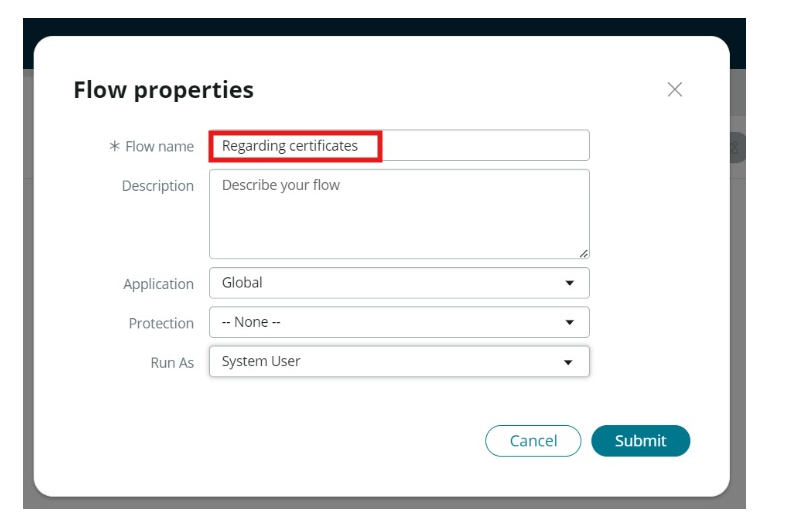 Flow properties
* Flow name Regarding certificates
Description Describe your flow
Application Global
Protection -- None --
Run As System User
Cancel Submit